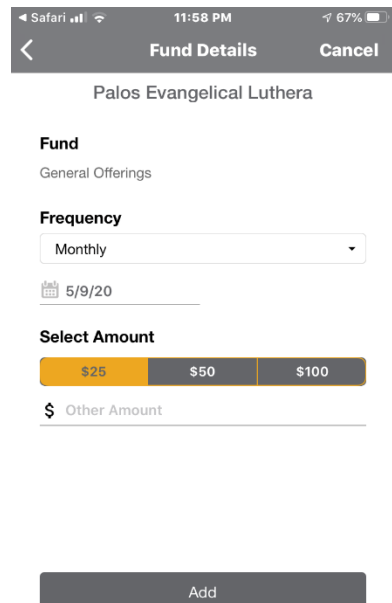 Safari 11:58 PM 67%
Fund Details Cancel
Palos Evangelical Luthera
Fund
General Offerings
Frequency
Monthly
5/9/20
Select Amount
$25 $50 $100
$ Other Amount
Add